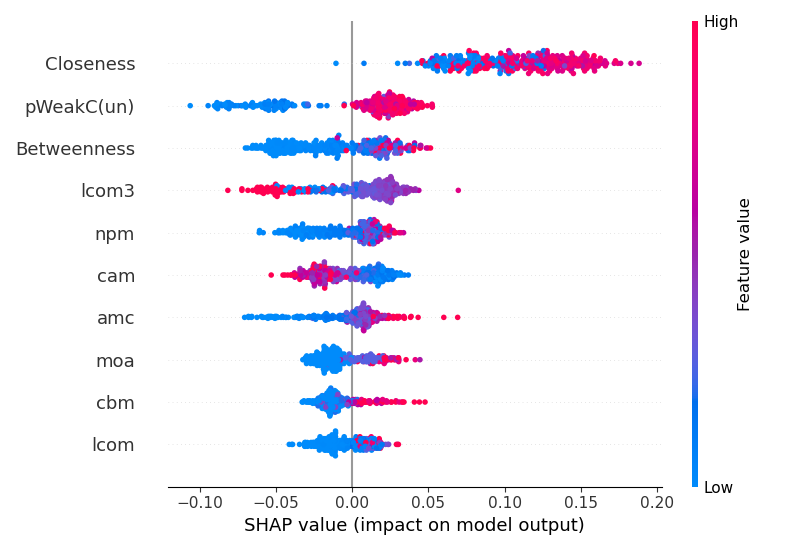 High
Closeness
pWeakC(un)
Betweenness
lcom3
npm
cam
amc
moa
cbm
lcom
Feature value
Low
−0.10 −0.05 0.00 0.05 0.10 0.15 0.20
SHAP value (impact on model output)